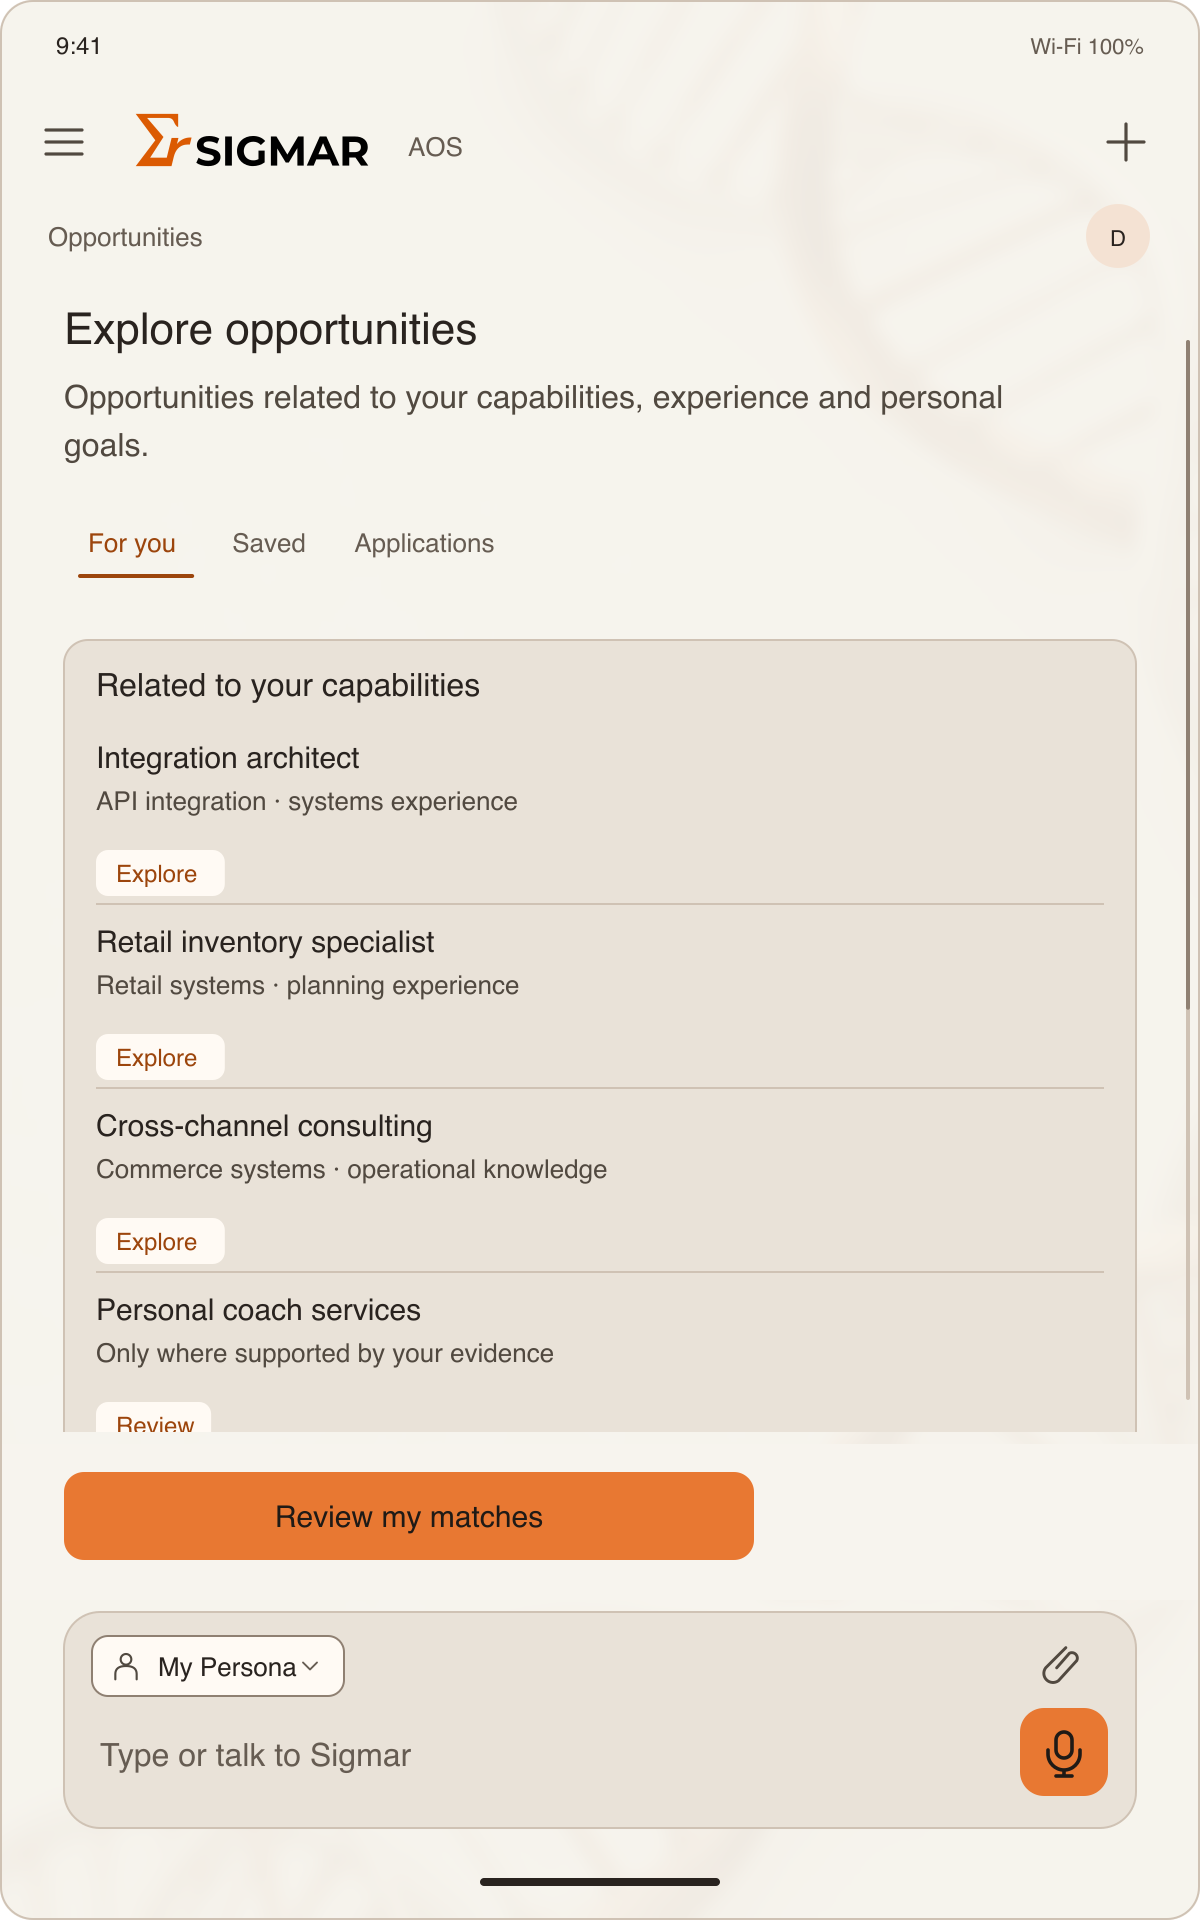 9:41
Wi-Fi 100%
Σr SIGMAR AOS
Opportunities
D
Explore opportunities
Opportunities related to your capabilities, experience and personal
goals.
For you Saved Applications
Related to your capabilities
Integration architect
API integration · systems experience
Explore
Retail inventory specialist
Retail systems · planning experience
Explore
Cross-channel consulting
Commerce systems · operational knowledge
Explore
Personal coach services
Only where supported by your evidence
Review
Review my matches
My Persona
Type or talk to Sigmar